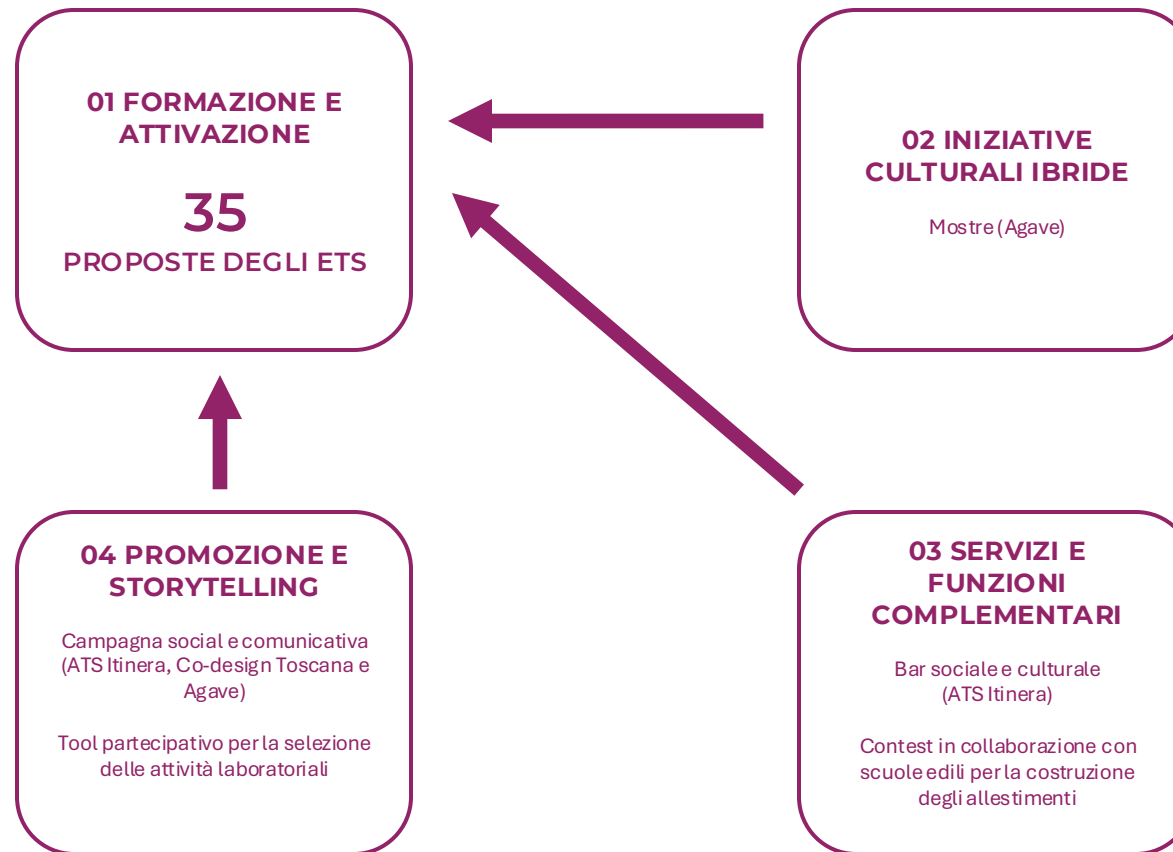 01 FORMAZIONE E
ATTIVAZIONE
35
PROPOSTE DEGLI ETS
02 INIZIATIVE
CULTURALI IBRIDE
Mostre (Agave)
04 PROMOZIONE E
STORYTELLING
Campagna social e comunicativa
(ATS Itinera, Co-design Toscana e
Agave)
Tool partecipativo per la selezione
delle attività laboratoriali
03 SERVIZI E
FUNZIONI
COMPLEMENTARI
Bar sociale e culturale
(ATS Itinera)
Contest in collaborazione con
scuole edili per la costruzione
degli allestimenti